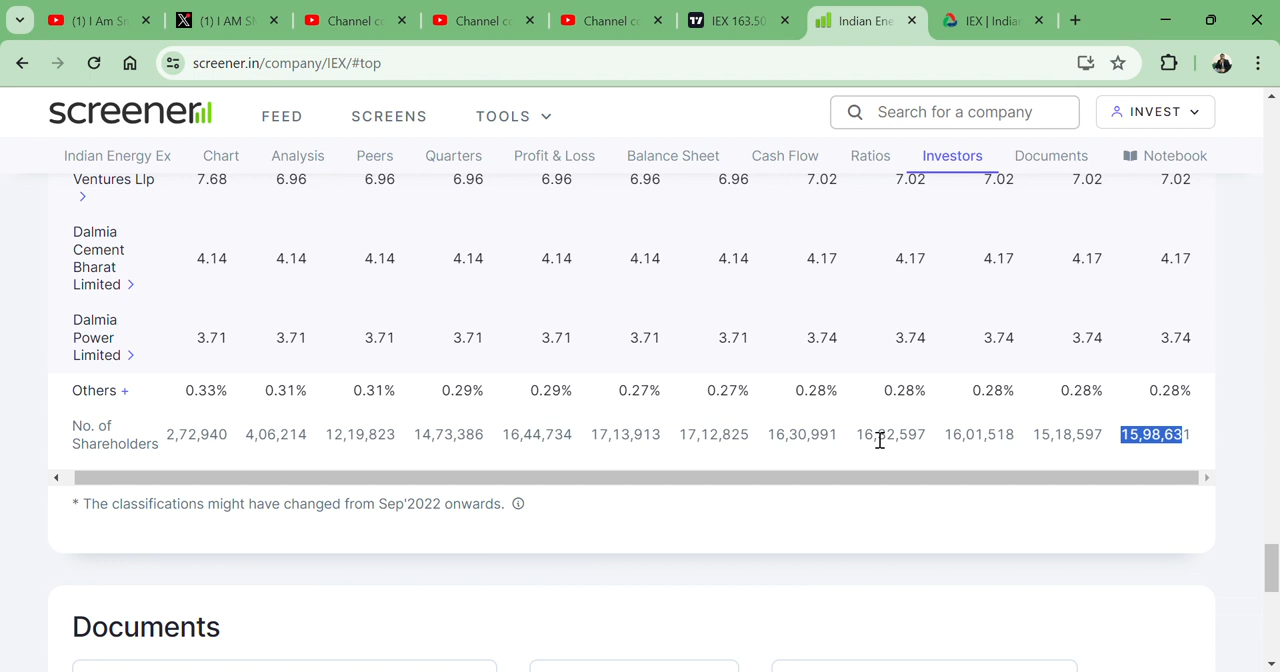 (1) I Am Sn
(1) I AM SN
Channel co
Channel co
Channel co
IEX 163.50
Indian Ene
IEX | India
screener.in/company/IEX/#top
screener
FEED
SCREENS
TOOLS
Search for a company
INVEST
Indian Energy Ex Chart Analysis Peers Quarters Profit & Loss Balance Sheet Cash Flow Ratios Investors Documents Notebook
Ventures Llp 7.68 6.96 6.96 6.96 6.96 6.96 6.96 7.02 7.02 7.02 7.02 7.02
>
Dalmia
Cement
Bharat
Limited > 4.14 4.14 4.14 4.14 4.14 4.14 4.14 4.17 4.17 4.17 4.17 4.17
Dalmia
Power
Limited > 3.71 3.71 3.71 3.71 3.71 3.71 3.71 3.74 3.74 3.74 3.74 3.74
Others + 0.33% 0.31% 0.31% 0.29% 0.29% 0.27% 0.27% 0.28% 0.28% 0.28% 0.28% 0.28%
No. of
Shareholders 2,72,940 4,06,214 12,19,823 14,73,386 16,44,734 17,13,913 17,12,825 16,30,991 16,01,518 15,18,597 15,98,631
* The classifications might have changed from Sep'2022 onwards.
Documents